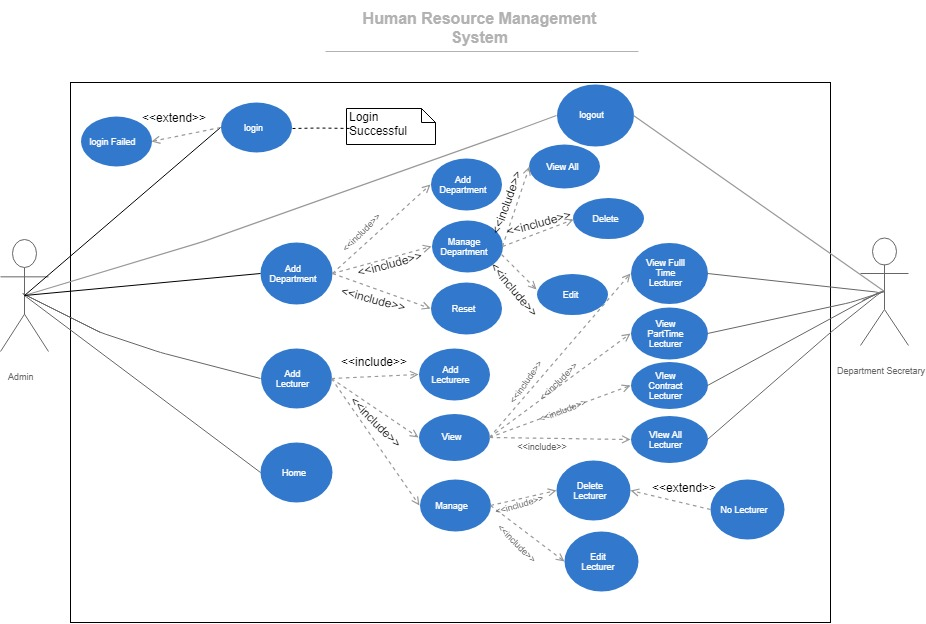 Human Resource Management
System
<<extend>>
login Failed
login
Login
Successful
logout
Add
Department
View All
<<include>>
<<include>>
Manage
Department
<<include>>
Delete
Add
Department
<<include>>
<<include>>
Reset
<<include>>
Edit
View Fulll
Time
Lecturer
View
PartTime
Lecturer
Admin
Department Secretary
Add
Lecturer
<<include>>
Add
Lecturere
<<include>>
<<include>>
VIew
Contract
Lecturer
<<include>>
<<include>>
View
<<include>>
VIew All
Lecturer
Home
Manage
<<include>>
Delete
Lecturer
<<extend>>
No Lecturer
<<include>>
Edit
Lecturer